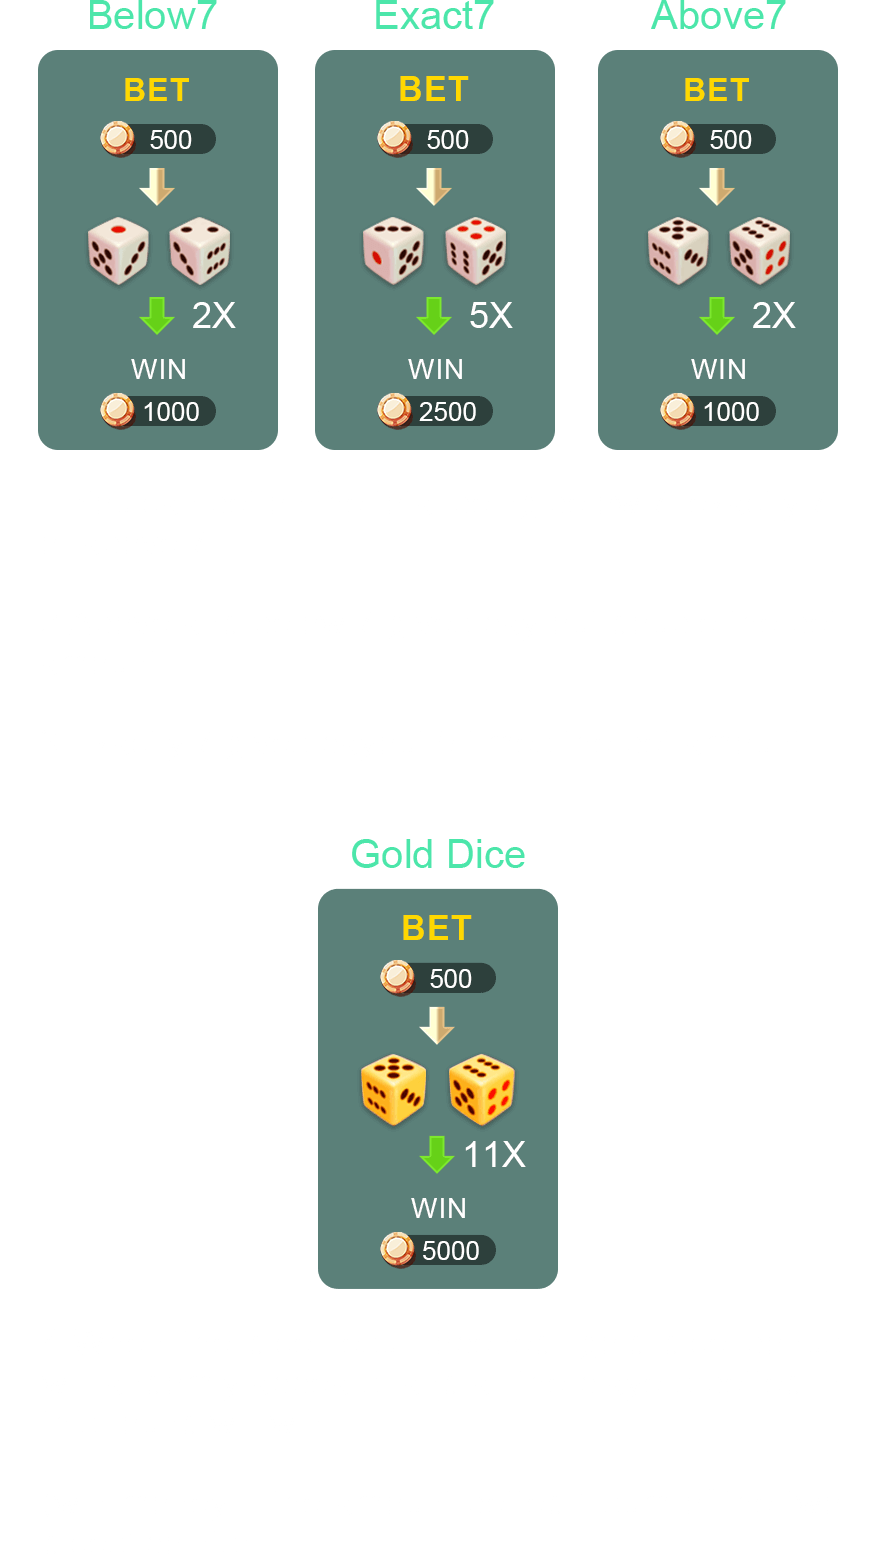 Below7 Exact7 Above7
BET BET BET
500 500 500
2X 5X 2X
WIN WIN WIN
1000 2500 1000
Gold Dice
BET
500
11X
WIN
5000